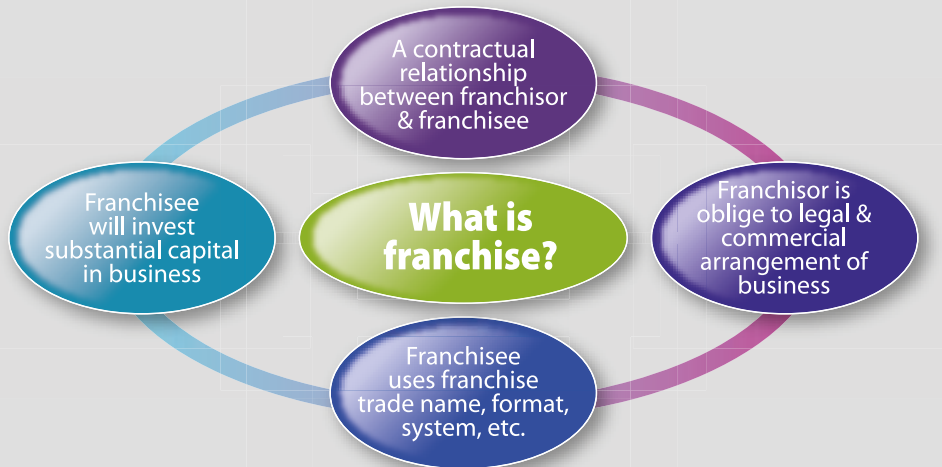 A contractual
relationship
between franchisor
& franchisee
Franchisee
will invest
substantial capital
in business
What is
franchise?
Franchisor is
oblige to legal &
commercial
arrangement of
business
Franchisee
uses franchise
trade name, format,
system, etc.